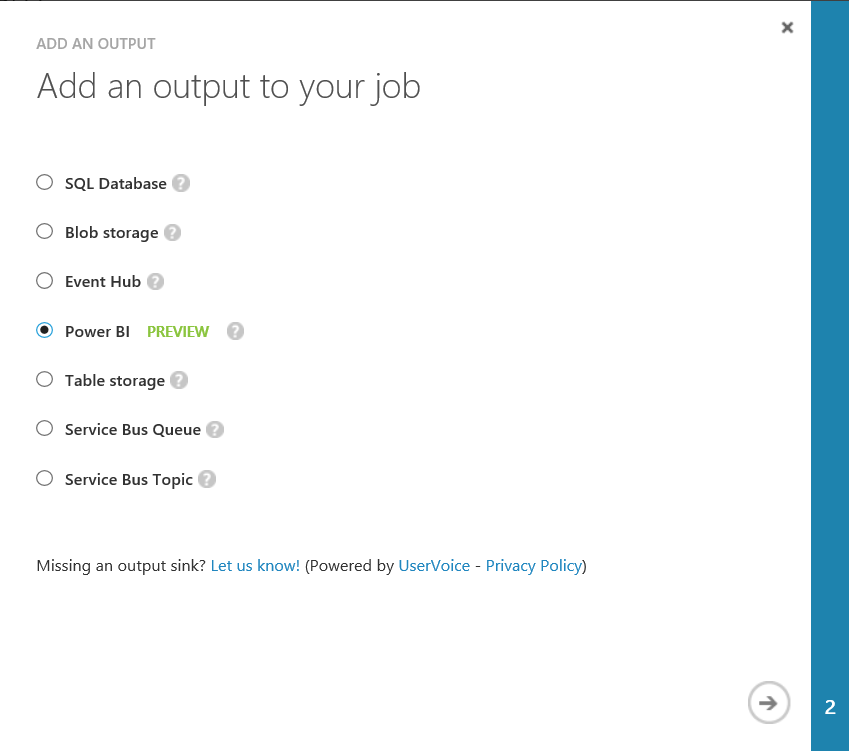 ADD AN OUTPUT
Add an output to your job
SQL Database ?
Blob storage ?
Event Hub ?
Power BI PREVIEW ?
Table storage ?
Service Bus Queue ?
Service Bus Topic ?
Missing an output sink? Let us know! (Powered by UserVoice - Privacy Policy)
2